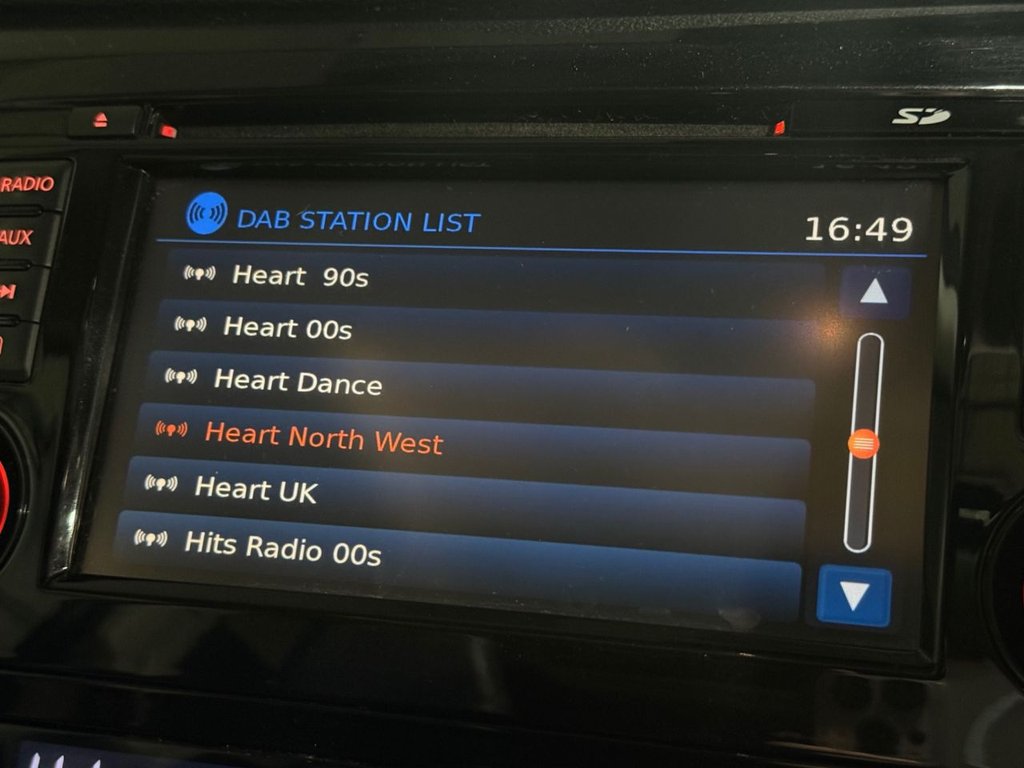 SD
RADIO
AUX
DAB STATION LIST
16:49
Heart 90s
Heart 00s
Heart Dance
Heart North West
Heart UK
Hits Radio 00s